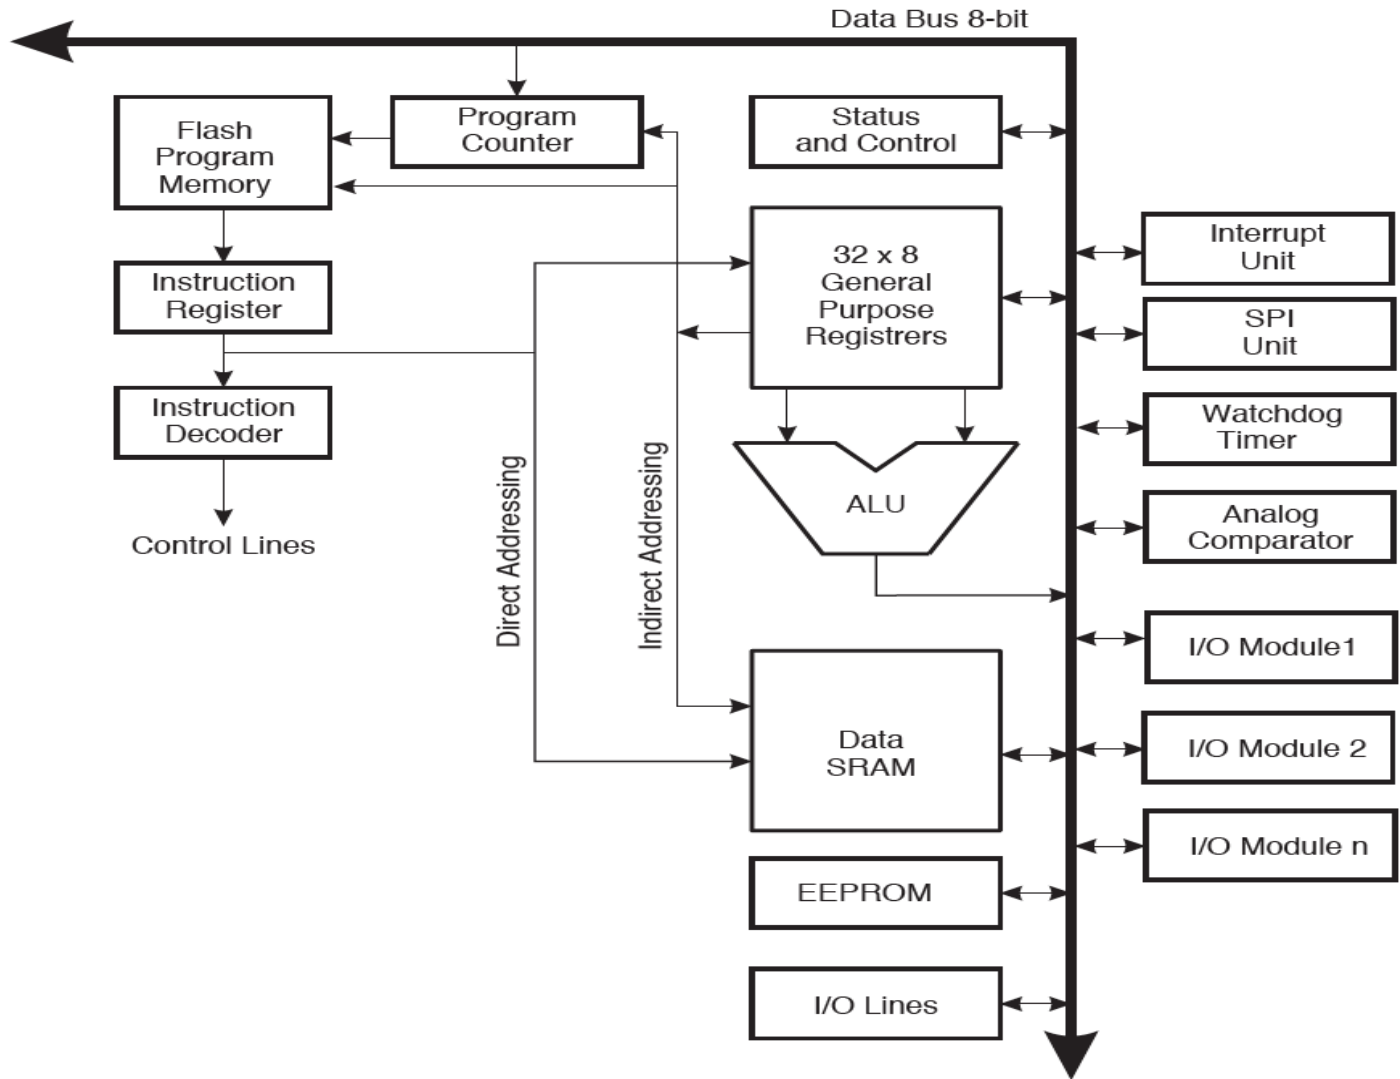 Data Bus 8-bit
Flash
Program
Memory
Program
Counter
Status
and Control
32 x 8
General
Purpose
Registrers
Interrupt
Unit
Instruction
Register
SPI
Unit
Instruction
Decoder
Watchdog
Timer
Control Lines
Direct Addressing
Indirect Addressing
ALU
Analog
Comparator
I/O Module1
Data
SRAM
I/O Module 2
I/O Module n
EEPROM
I/O Lines